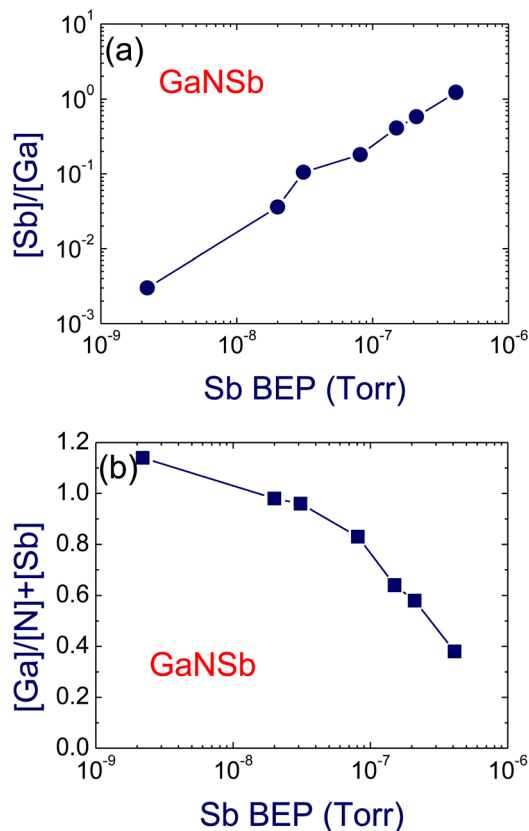 (a)
GaNSb
[Sb]/[Ga]
10¹
10⁰
10⁻¹
10⁻²
10⁻³
10⁻⁹ 10⁻⁸ 10⁻⁷ 10⁻⁶
Sb BEP (Torr)
(b)
GaNSb
[Ga]/[N]+[Sb]
1.2
1.0
0.8
0.6
0.4
0.2
0.0
10⁻⁹ 10⁻⁸ 10⁻⁷ 10⁻⁶
Sb BEP (Torr)